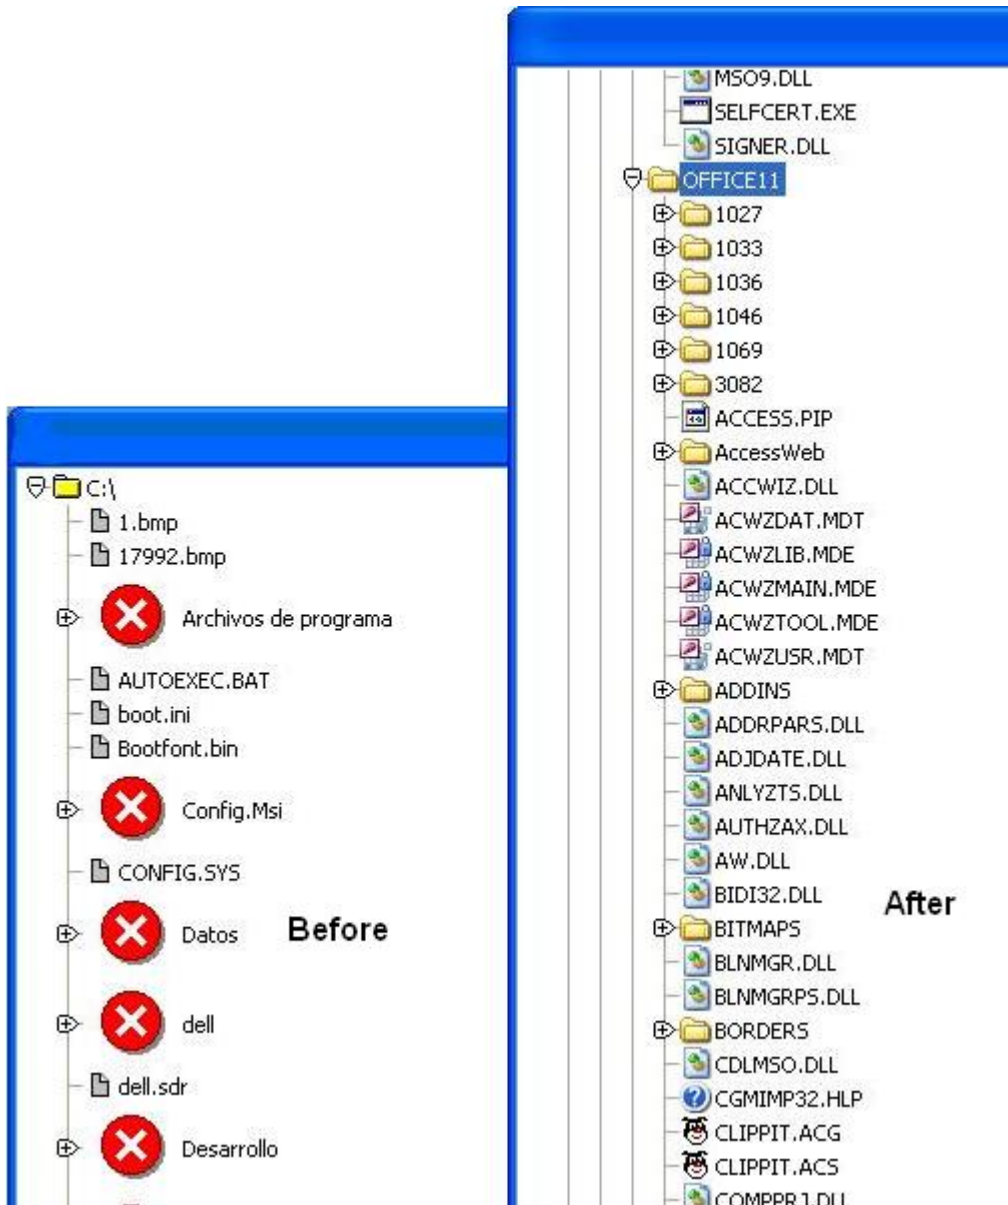 C:\
1.bmp
17992.bmp
Archivos de programa
AUTOEXEC.BAT
boot.ini
Bootfont.bin
Config.Msi
CONFIG.SYS
Datos
Before
dell
dell.sdr
Desarrollo
MSO9.DLL
SELFCERT.EXE
SIGNER.DLL
OFFICE11
1027
1033
1036
1046
1069
3082
ACCESS.PIP
AccessWeb
ACCWIZ.DLL
ACWZDAT.MDT
ACWZLIB.MDE
ACWZMAIN.MDE
ACWZTOOL.MDE
ACWZUSR.MDT
ADDINS
ADDRPARS.DLL
ADJDATE.DLL
ANLYZTS.DLL
AUTHZAX.DLL
AW.DLL
BIDI32.DLL
After
BITMAPS
BLNMGR.DLL
BLNMGRPS.DLL
BORDERS
CDLMSO.DLL
CGMIMP32.HLP
CLIPPIT.ACG
CLIPPIT.ACS